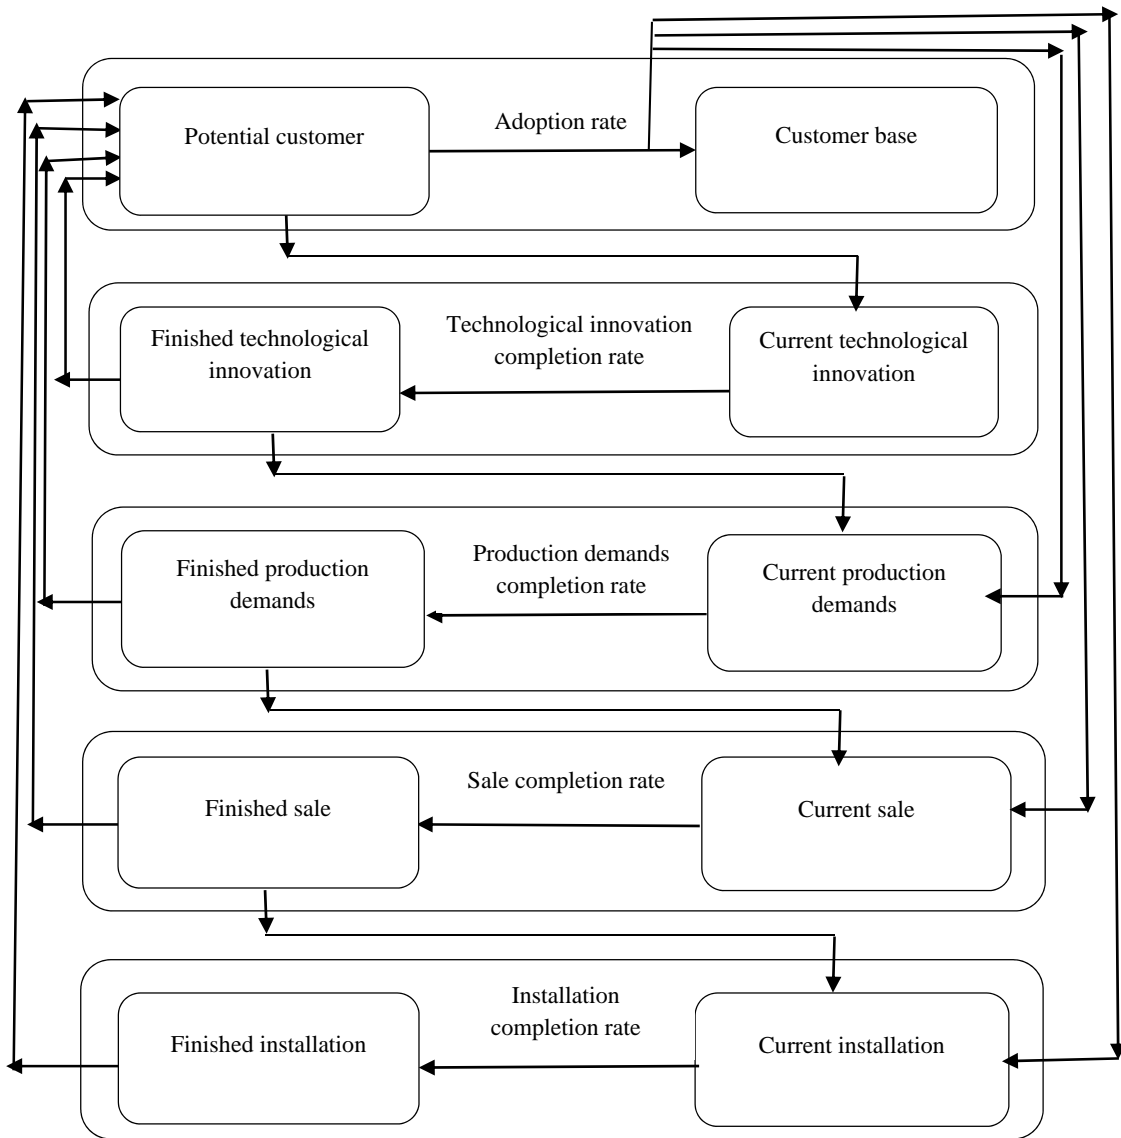 Potential customer
Adoption rate
Customer base
Finished technological
innovation
Technological innovation
completion rate
Current technological
innovation
Finished production
demands
Production demands
completion rate
Current production
demands
Finished sale
Sale completion rate
Current sale
Finished installation
Installation
completion rate
Current installation